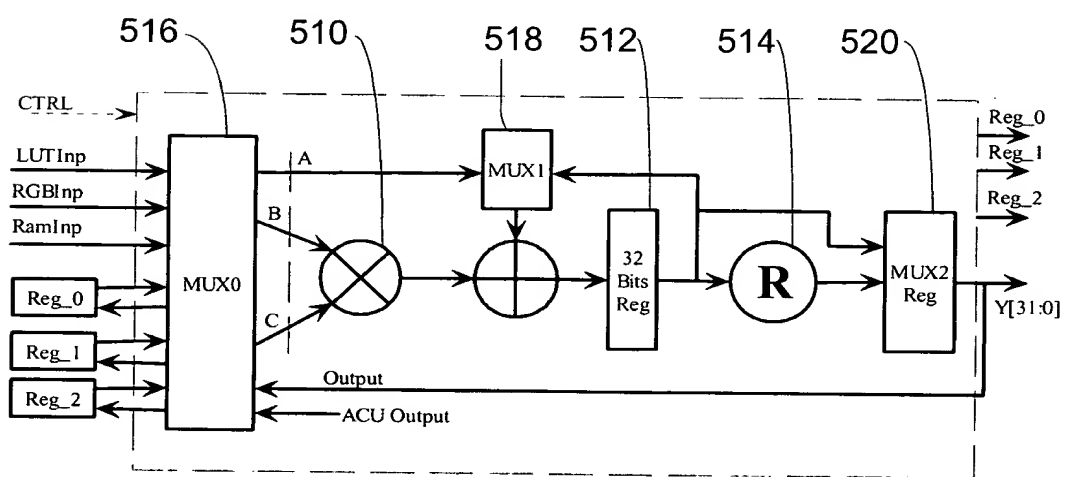 516
510
518
512
514
520
CTRL
LUTInp
RGBInp
RamInp
Reg_0
Reg_1
Reg_2
MUX0
A
B
C
MUX1
32
Bits
Reg
R
MUX2
Reg
Reg_0
Reg_1
Reg_2
Y[31:0]
Output
ACU Output